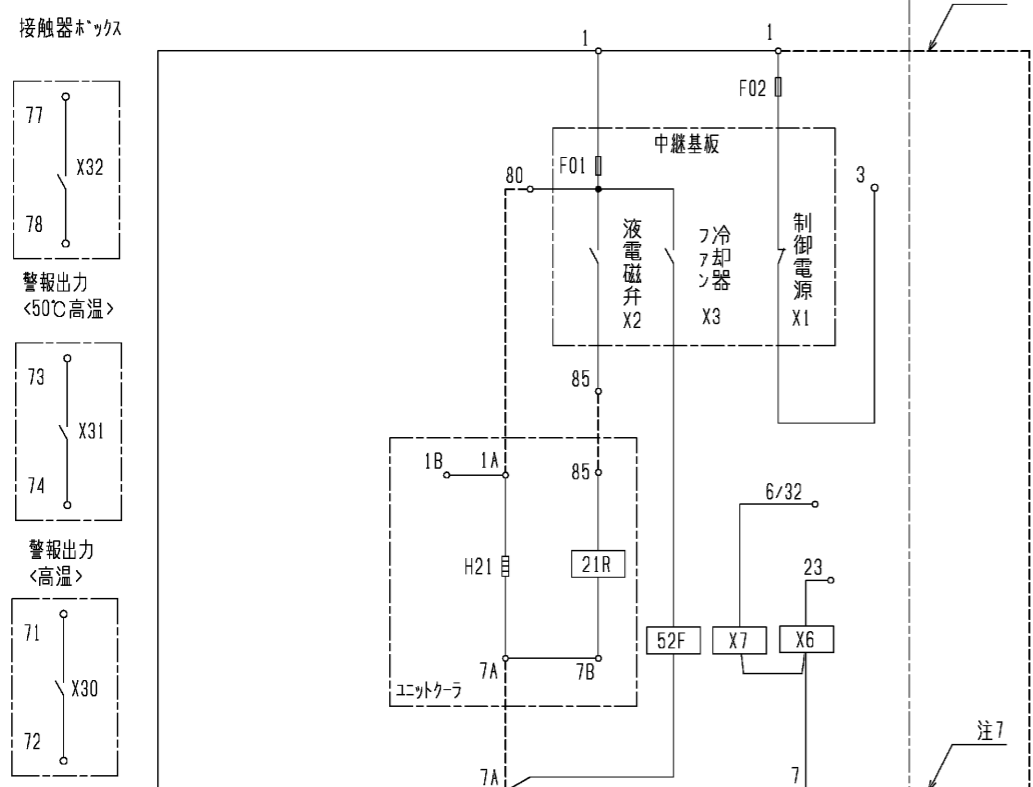 接触器ボックス
77
X32
78
警報出力
<50℃高温>
73
X31
74
警報出力
<高温>
71
X30
72
1
1
F02
中継基板
F01
80
3
液電磁弁
X2
冷却器
ファン
X3
制御電源
X1
85
1B
1A
85
H21
21R
7A
7B
ユニットクーラ
52F
6/32
X7
23
X6
7A
7
注7